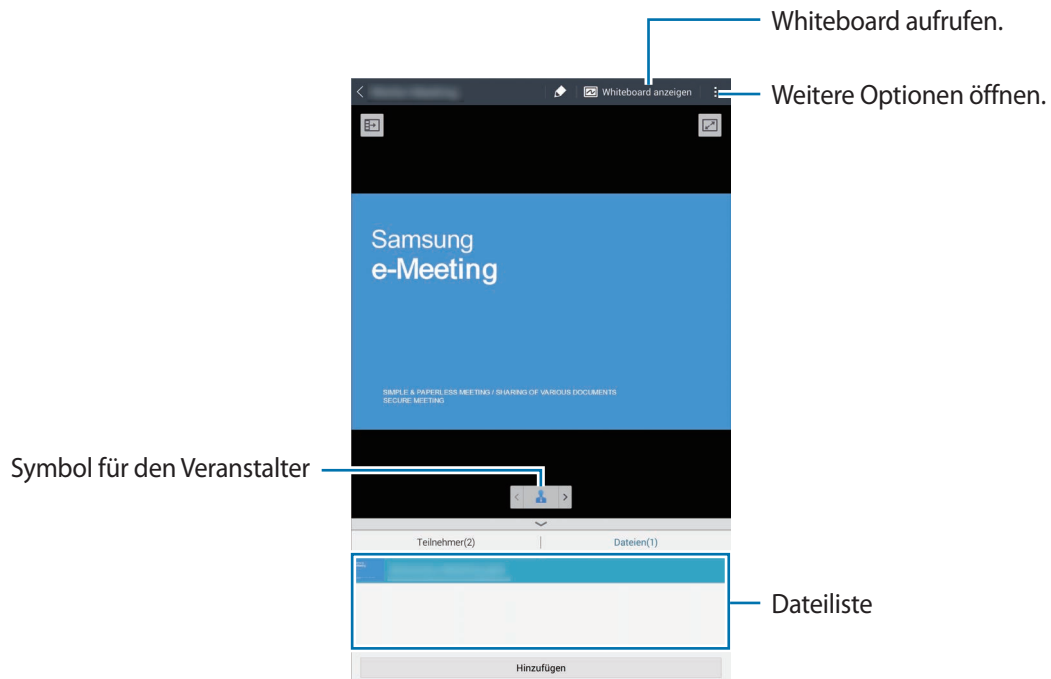 Whiteboard aufrufen.
Whiteboard anzeigen
Weitere Optionen öffnen.
Samsung
e-Meeting
SIMPLE & PAPERLESS MEETING / SHARING OF VARIOUS DOCUMENTS
SECURE MEETING
Symbol für den Veranstalter
Teilnehmer(2)
Dateien(1)
Dateiliste
Hinzufügen